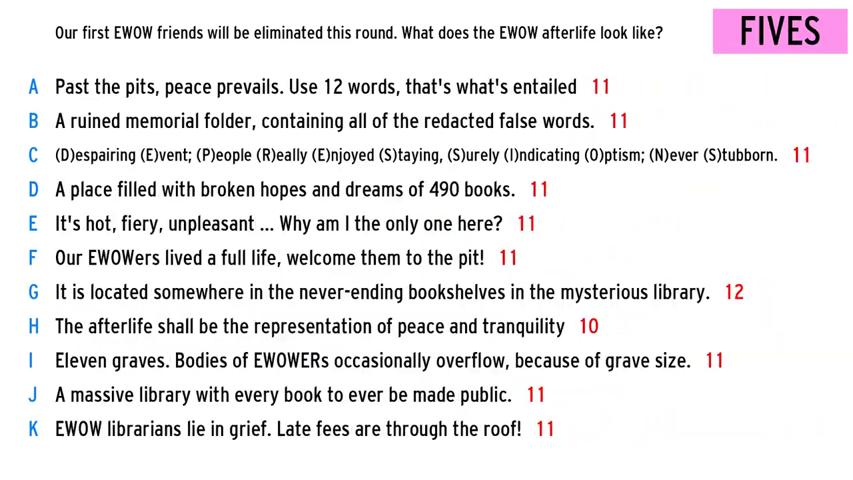 Our first EWOW friends will be eliminated this round. What does the EWOW afterlife look like?
FIVES
A Past the pits, peace prevails. Use 12 words, that's what's entailed 11
B A ruined memorial folder, containing all of the redacted false words. 11
C (D)espairing (E)vent; (P)eople (R)eally (E)njoyed (S)taying, (S)urely (I)ndicating (O)ptism; (N)ever (S)tubborn. 11
D A place filled with broken hopes and dreams of 490 books. 11
E It's hot, fiery, unpleasant ... Why am I the only one here? 11
F Our EWOWers lived a full life, welcome them to the pit! 11
G It is located somewhere in the never-ending bookshelves in the mysterious library. 12
H The afterlife shall be the representation of peace and tranquility 10
I Eleven graves. Bodies of EWOWERs occasionally overflow, because of grave size. 11
J A massive library with every book to ever be made public. 11
K EWOW librarians lie in grief. Late fees are through the roof! 11